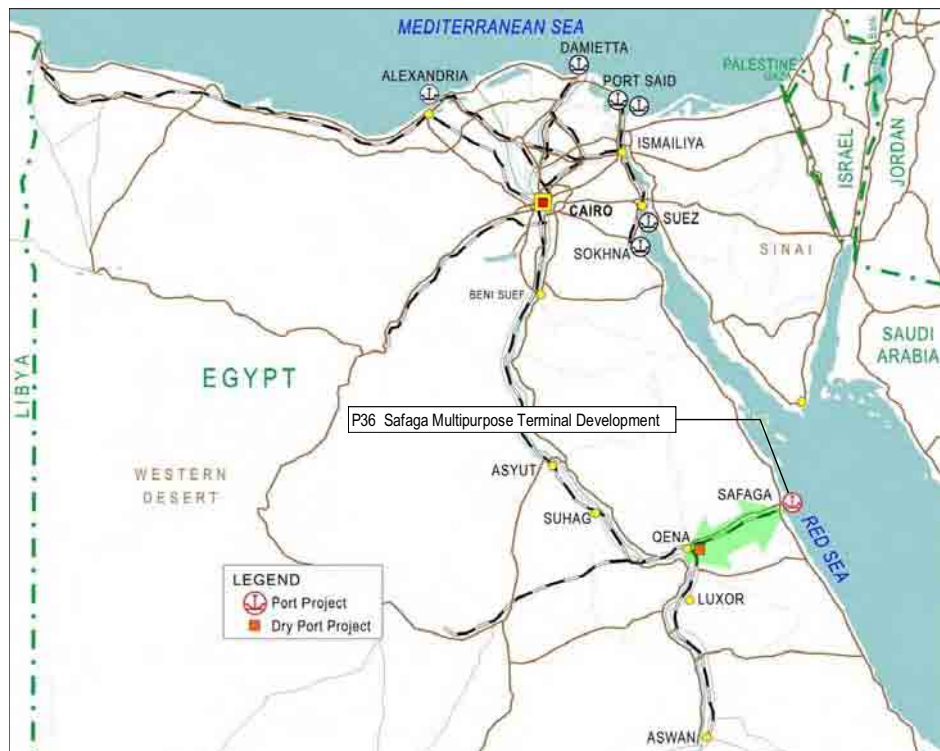 MEDITERRANEAN SEA
DAMIETTA
ALEXANDRIA
PORT SAID
PALESTINE
GAZA
ISMAILIYA
ISRAEL
JORDAN
CAIRO
SUEZ
SOKHNA
SINAI
BENI SUEF
SAUDI
ARABIA
LIBYA
EGYPT
P36 Safaga Multipurpose Terminal Development
WESTERN
DESERT
ASYUT
SAFAGA
SUHAG
RED SEA
QENA
LEGEND
Port Project
Dry Port Project
LUXOR
ASWAN